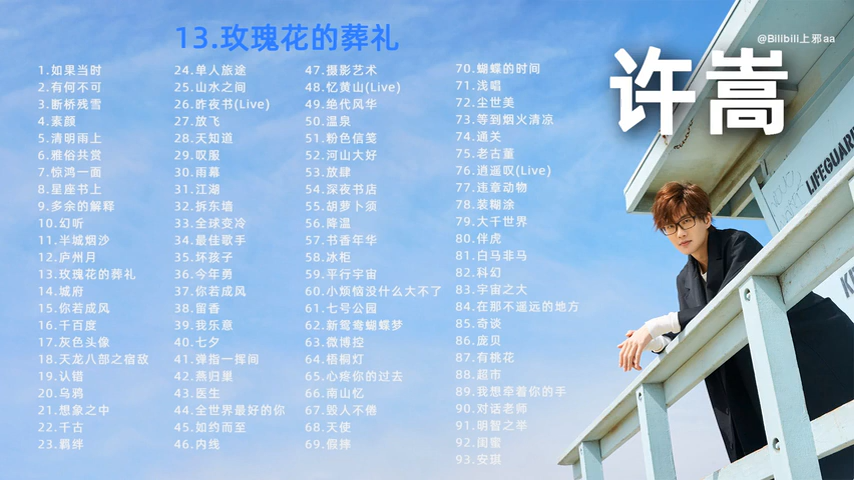 13.玫瑰花的葬礼
@Bilibili上邪aa
许嵩
1.如果当时
2.有何不可
3.断桥残雪
4.素颜
5.清明雨上
6.雅俗共赏
7.惊鸿一面
8.星座书上
9.多余的解释
10.幻听
11.半城烟沙
12.庐州月
13.玫瑰花的葬礼
14.城府
15.你若成风
16.千百度
17.灰色头像
18.天龙八部之宿敌
19.认错
20.乌鸦
21.想象之中
22.千古
23.羁绊
24.单人旅途
25.山水之间
26.昨夜书(Live)
27.放飞
28.天知道
29.叹服
30.雨幕
31.江湖
32.拆东墙
33.全球变冷
34.最佳歌手
35.坏孩子
36.今年勇
37.你若成风
38.留香
39.我乐意
40.七夕
41.弹指一挥间
42.燕归巢
43.医生
44.全世界最好的你
45.如约而至
46.内线
47.摄影艺术
48.忆黄山(Live)
49.绝代风华
50.温泉
51.粉色信笺
52.河山大好
53.放肆
54.深夜书店
55.胡萝卜须
56.降温
57.书香年华
58.冰柜
59.平行宇宙
60.小烦恼没什么大不了
61.七号公园
62.新鸳鸯蝴蝶梦
63.微博控
64.梧桐灯
65.心疼你的过去
66.南山忆
67.毁人不倦
68.天使
69.假摔
70.蝴蝶的时间
71.浅唱
72.尘世美
73.等到烟火清凉
74.通关
75.老古董
76.逍遥叹(Live)
77.违章动物
78.装糊涂
79.大千世界
80.伴虎
81.白马非马
82.科幻
83.宇宙之大
84.在那不遥远的地方
85.奇谈
86.庞贝
87.有桃花
88.超市
89.我想牵着你的手
90.对话老师
91.明智之举
92.闺蜜
93.安琪
LIFEGUARD